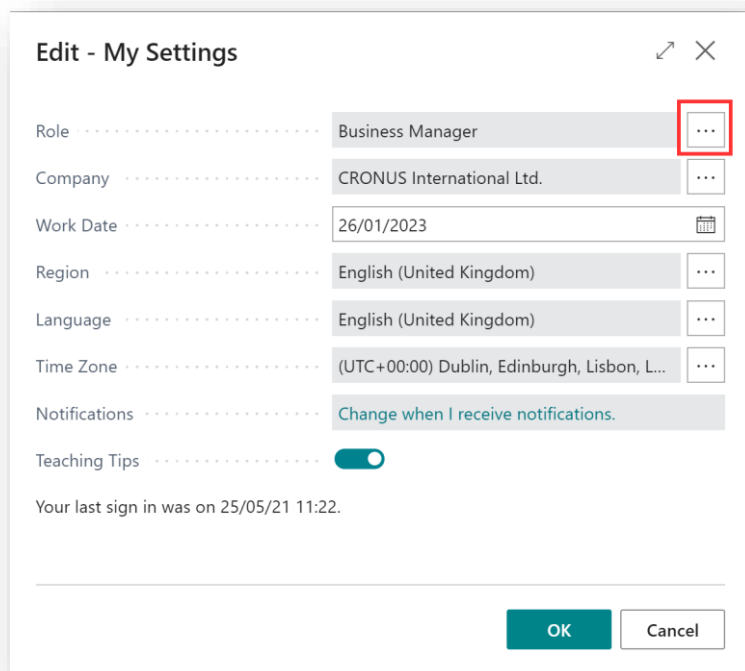 Edit - My Settings
Role Business Manager ...
Company CRONUS International Ltd. ...
Work Date 26/01/2023
Region English (United Kingdom) ...
Language English (United Kingdom) ...
Time Zone (UTC+00:00) Dublin, Edinburgh, Lisbon, L... ...
Notifications Change when I receive notifications.
Teaching Tips
Your last sign in was on 25/05/21 11:22.
OK Cancel